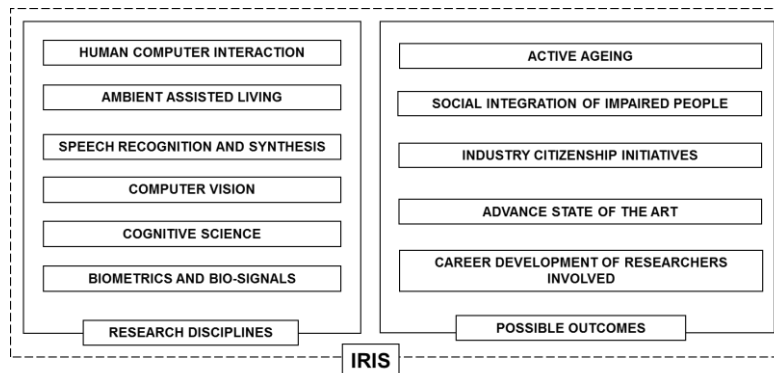 HUMAN COMPUTER INTERACTION
AMBIENT ASSISTED LIVING
SPEECH RECOGNITION AND SYNTHESIS
COMPUTER VISION
COGNITIVE SCIENCE
BIOMETRICS AND BIO-SIGNALS
RESEARCH DISCIPLINES
ACTIVE AGEING
SOCIAL INTEGRATION OF IMPAIRED PEOPLE
INDUSTRY CITIZENSHIP INITIATIVES
ADVANCE STATE OF THE ART
CAREER DEVELOPMENT OF RESEARCHERS
INVOLVED
POSSIBLE OUTCOMES
IRIS